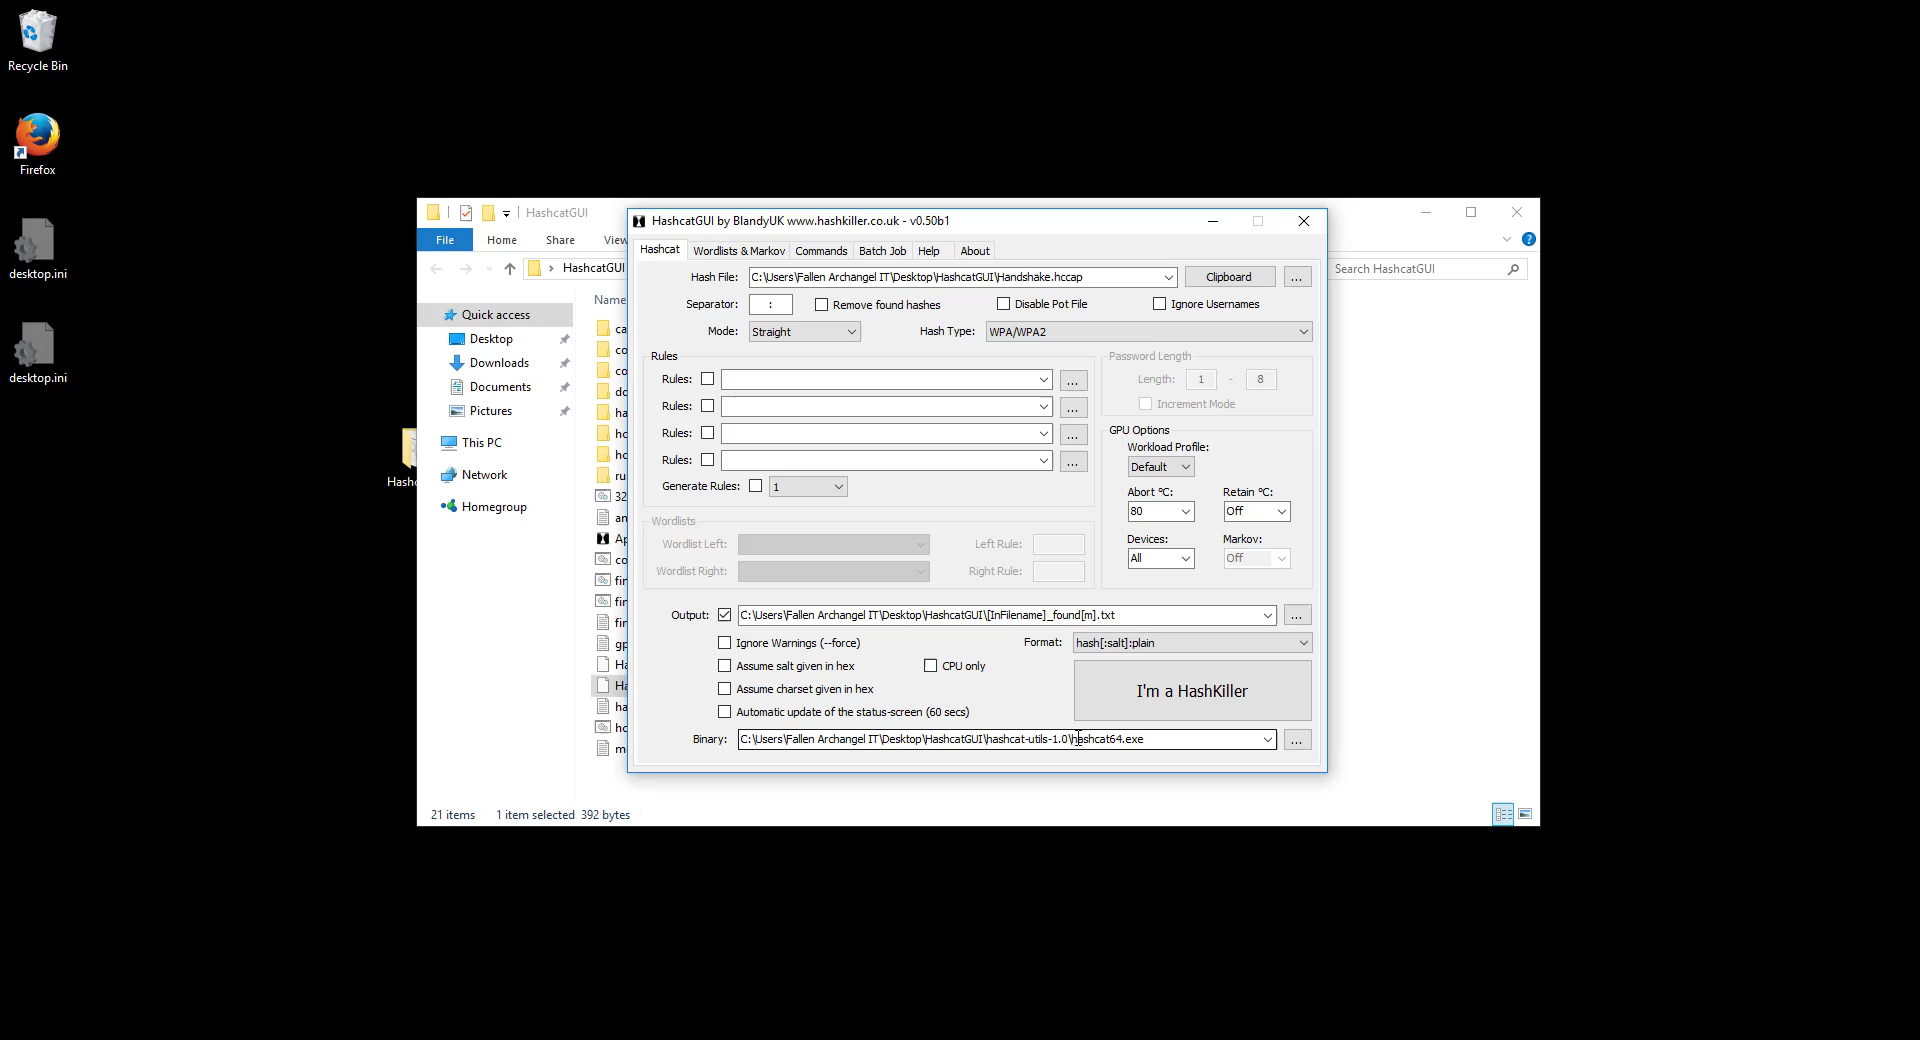 Recycle Bin
Firefox
desktop.ini
desktop.ini
HashcatGUI
File
Home
Share
HashcatGUI
Search HashcatGUI
Name
Quick access
Desktop
Downloads
Documents
Pictures
This PC
Network
Homegroup
21 items 1 item selected 392 bytes
HashcatGUI by BlandyUK www.hashkiller.co.uk - v0.50b1
Hashcat Wordlists & Markov Commands Batch Job Help About
Hash File: C:\Users\Fallen Archangel IT\Desktop\HashcatGUI\Handshake.hccap Clipboard ...
Separator: : Remove found hashes Disable Pot File Ignore Usernames
Mode: Straight Hash Type: WPA/WPA2
Rules
Rules: ...
Rules: ...
Rules: ...
Rules: ...
Generate Rules: 1
Password Length
Length: 1 - 8
Increment Mode
GPU Options
Workload Profile:
Default
Abort °C: Retain °C:
80 Off
Devices: Markov:
All Off
Wordlists
Wordlist Left: Left Rule:
Wordlist Right: Right Rule:
Output: C:\Users\Fallen Archangel IT\Desktop\HashcatGUI\[InFilename]_found[m].txt ...
Ignore Warnings (--force) Format: hash[:salt]:plain
Assume salt given in hex CPU only
Assume charset given in hex
I'm a HashKiller
Automatic update of the status-screen (60 secs)
Binary: C:\Users\Fallen Archangel IT\Desktop\HashcatGUI\hashcat-utils-1.0\hashcat64.exe ...